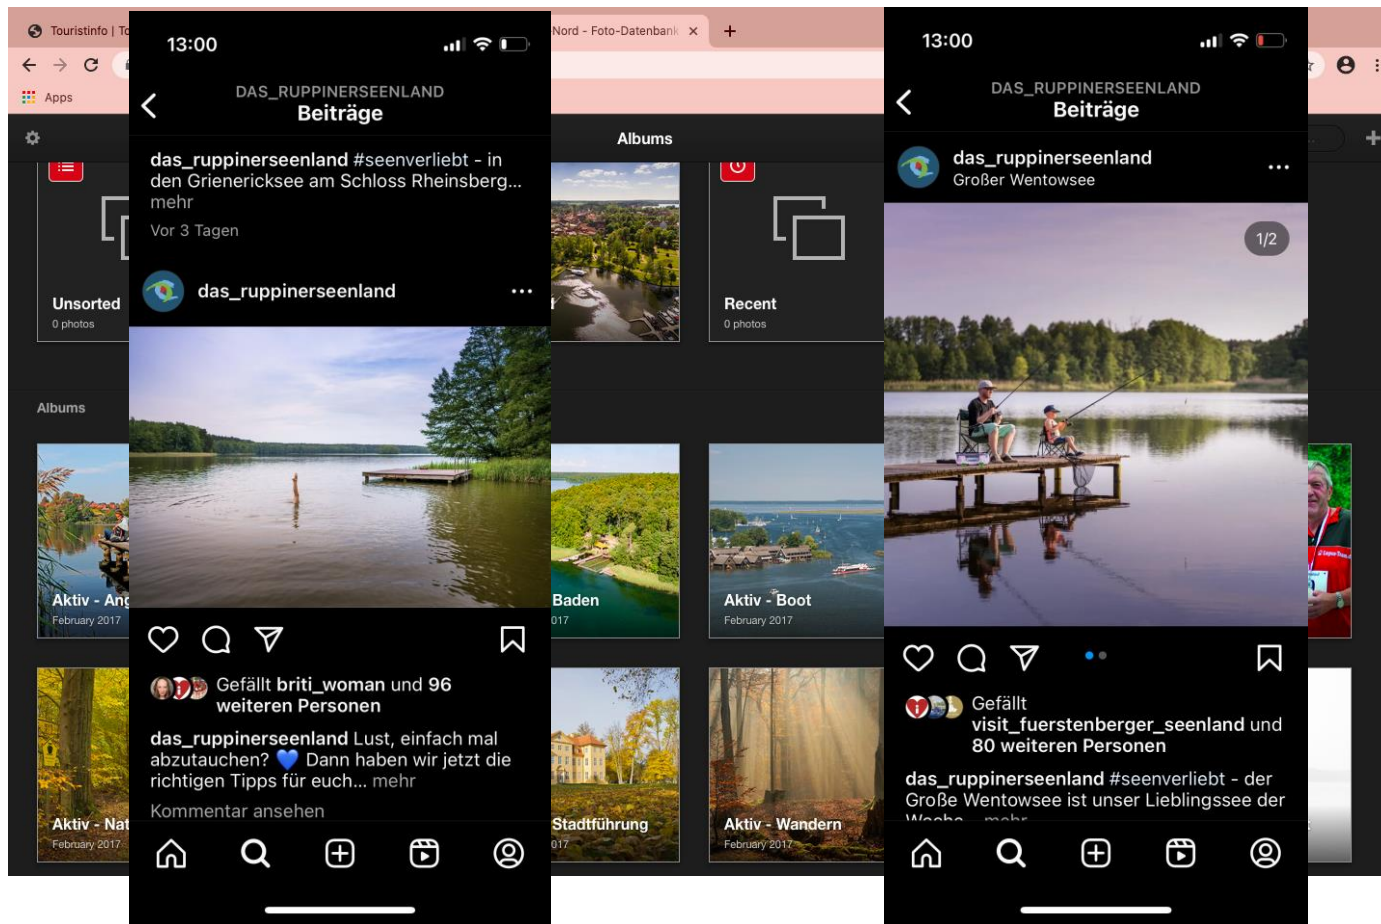 Touristinfo | To
Nord - Foto-Datenbank
Apps
Albums
Unsorted
0 photos
Recent
0 photos
Albums
Aktiv - Ang
February 2017
Baden
017
Aktiv - Boot
February 2017
Aktiv - Nat
February 2017
Stadtführung
017
Aktiv - Wandern
February 2017
13:00
DAS_RUPPINERSEENLAND
Beiträge
das_ruppinerseenland #seenverliebt - in
den Grienericksee am Schloss Rheinsberg...
mehr
Vor 3 Tagen
das_ruppinerseenland
Gefällt briti_woman und 96
weiteren Personen
das_ruppinerseenland Lust, einfach mal
abzutauchen? 💙 Dann haben wir jetzt die
richtigen Tipps für euch... mehr
Kommentar ansehen
13:00
DAS_RUPPINERSEENLAND
Beiträge
das_ruppinerseenland
Großer Wentowsee
1/2
Gefällt
visit_fuerstenberger_seenland und
80 weiteren Personen
das_ruppinerseenland #seenverliebt - der
Große Wentowsee ist unser Lieblingssee der
Woche... mehr